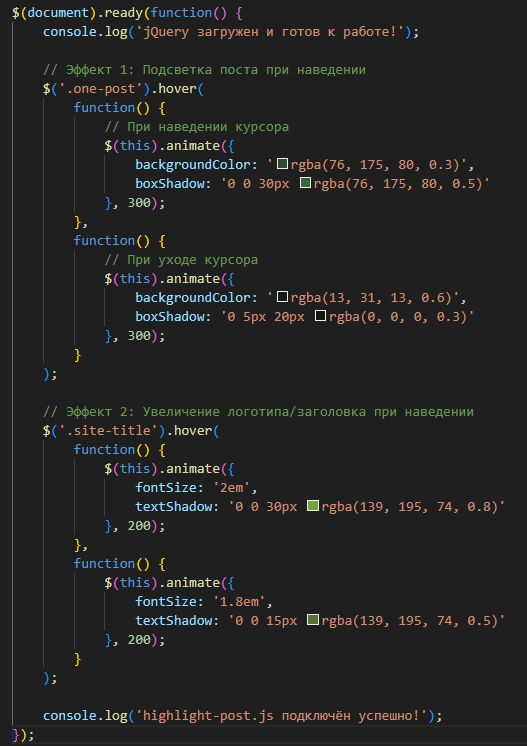 $(document).ready(function() {
    console.log('jQuery загружен и готов к работе!');

    // Эффект 1: Подсветка поста при наведении
    $('.one-post').hover(
        function() {
            // При наведении курсора
            $(this).animate({
                backgroundColor: 'rgba(76, 175, 80, 0.3)',
                boxShadow: '0 0 30px rgba(76, 175, 80, 0.5)'
            }, 300);
        },
        function() {
            // При уходе курсора
            $(this).animate({
                backgroundColor: 'rgba(13, 31, 13, 0.6)',
                boxShadow: '0 5px 20px rgba(0, 0, 0, 0.3)'
            }, 300);
        }
    );

    // Эффект 2: Увеличение логотипа/заголовка при наведении
    $('.site-title').hover(
        function() {
            $(this).animate({
                fontSize: '2em',
                textShadow: '0 0 30px rgba(139, 195, 74, 0.8)'
            }, 200);
        },
        function() {
            $(this).animate({
                fontSize: '1.8em',
                textShadow: '0 0 15px rgba(139, 195, 74, 0.5)'
            }, 200);
        }
    );

    console.log('highlight-post.js подключён успешно!');
});